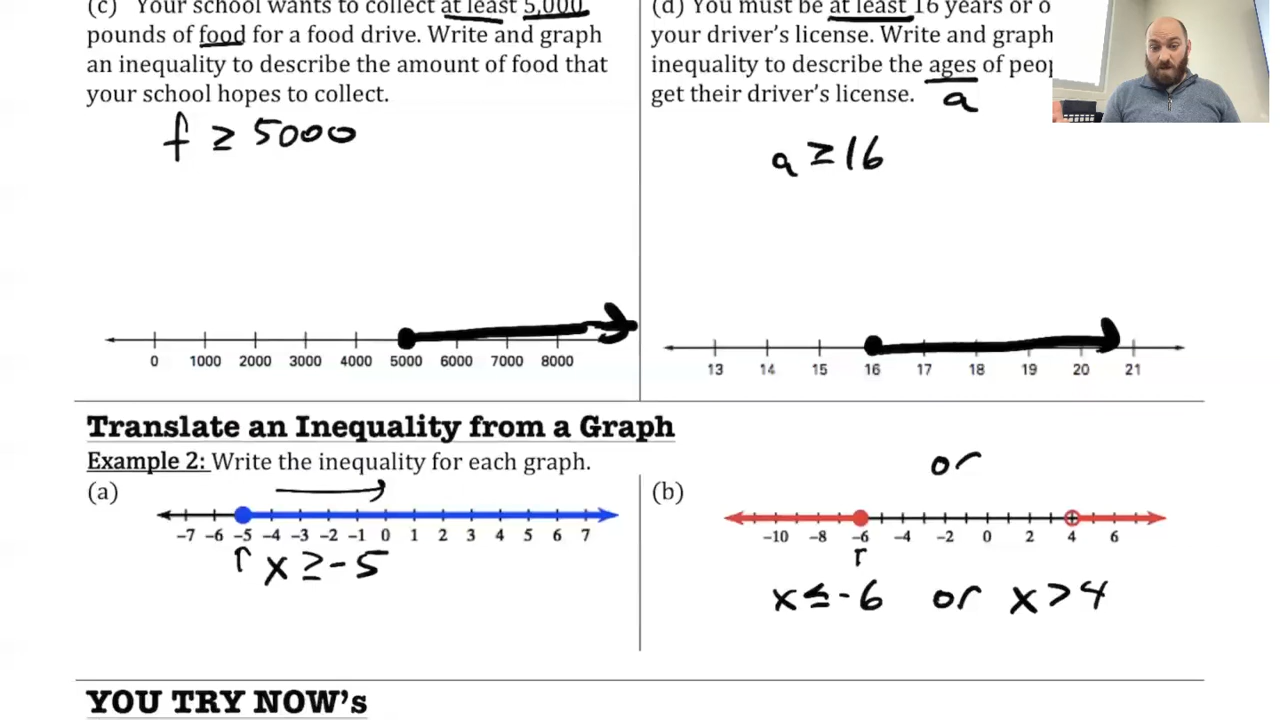 (c) Your school wants to collect at least 5,000
pounds of food for a food drive. Write and graph
an inequality to describe the amount of food that
your school hopes to collect.
f ≥ 5000
0 1000 2000 3000 4000 5000 6000 7000 8000
(d) You must be at least 16 years or o
your driver's license. Write and graph
inequality to describe the ages of peop
get their driver's license.
a
a ≥ 16
13 14 15 16 17 18 19 20 21
Translate an Inequality from a Graph
Example 2: Write the inequality for each graph.
(a)
-7 -6 -5 -4 -3 -2 -1 0 1 2 3 4 5 6 7
x ≥ -5
(b)
or
-10 -8 -6 -4 -2 0 2 4 6
x ≤ -6 or x > 4
YOU TRY NOW's